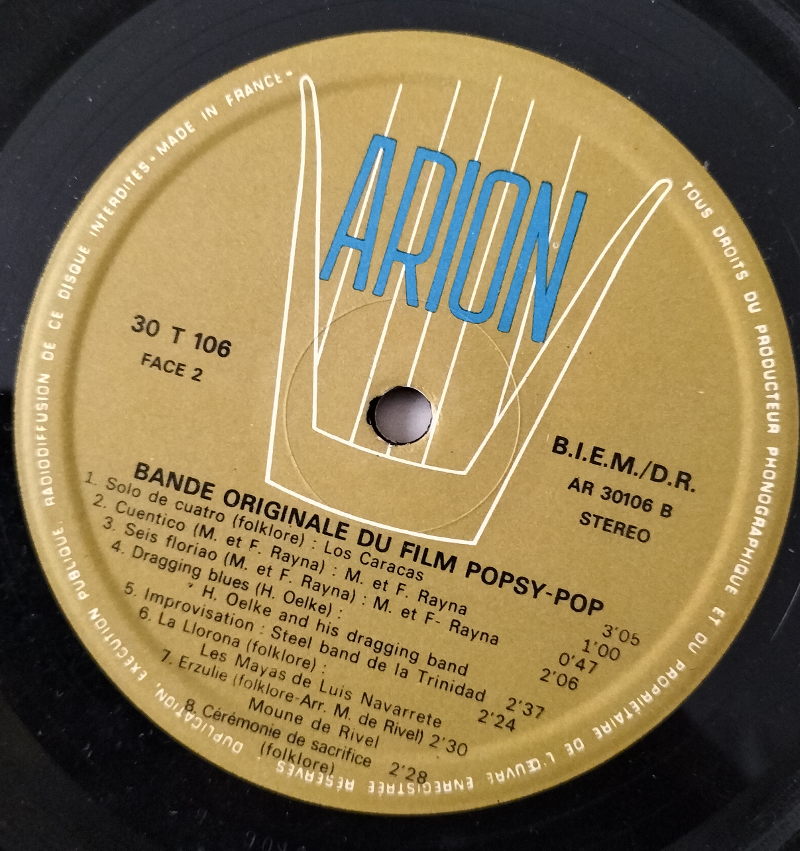 ARION
30 T 106
FACE 2
B.I.E.M./D.R.
AR 30106 B
STEREO
BANDE ORIGINALE DU FILM POPSY-POP
1. Solo de cuatro (folklore) : Los Caracas 3'05
2. Cuentico (M. et F. Rayna) : M. et F. Rayna 1'00
3. Seis floriao (M. et F. Rayna) : M. et F- Rayna 0'47
4. Dragging blues (H. Oelke) :
H. Oelke and his dragging band 2'06
5. Improvisation : Steel band de la Trinidad 2'37
6. La Llorona (folklore) :
Les Mayas de Luis Navarrete 2'24
7. Erzulie (folklore-Arr. M. de Rivel) 2'30
Moune de Rivel
8. Cérémonie de sacrifice 2'28
(folklore)
TOUS DROITS DU PRODUCTEUR PHONOGRAPHIQUE ET DU PROPRIÉTAIRE DE L'ŒUVRE ENREGISTRÉE RÉSERVÉS. DUPLICATION, EXÉCUTION PUBLIQUE, RADIODIFFUSION DE CE DISQUE INTERDITES - MADE IN FRANCE -